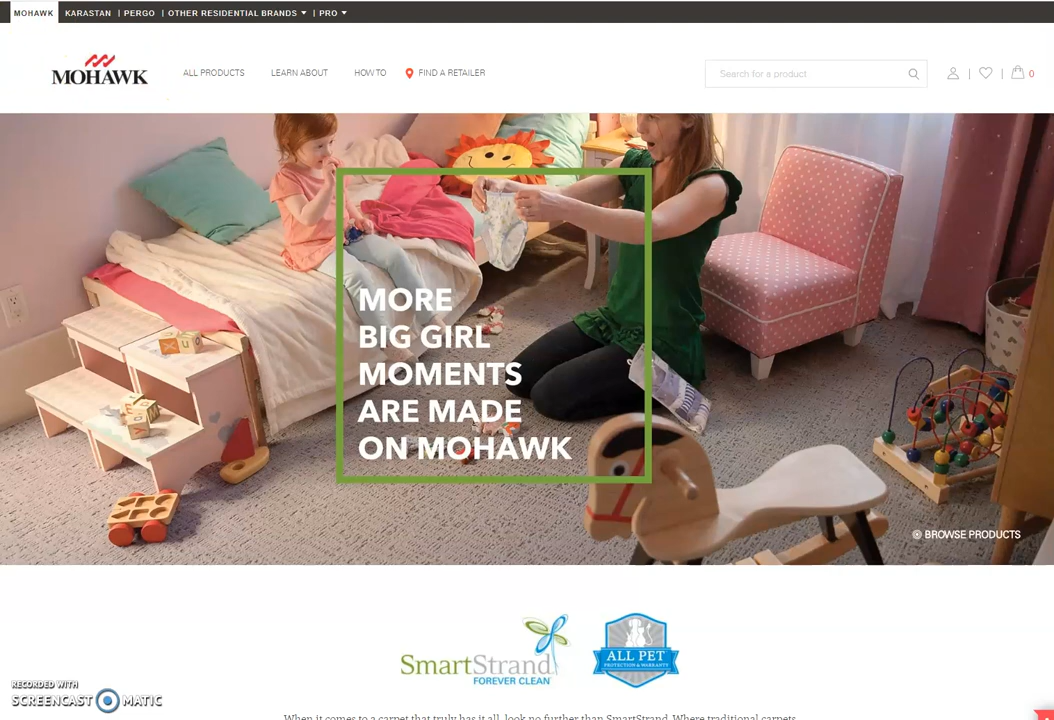 MOHAWK KARASTAN | PERGO | OTHER RESIDENTIAL BRANDS | PRO
MOHAWK
ALL PRODUCTS LEARN ABOUT HOW TO FIND A RETAILER
Search for a product
0
MORE
BIG GIRL
MOMENTS
ARE MADE
ON MOHAWK
BROWSE PRODUCTS
SmartStrand
FOREVER CLEAN
ALL PET
PROTECTION & WARRANTY
RECORDED WITH
SCREENCAST MATIC
When it comes to a carpet that truly has it all, look no further than SmartStrand. Where traditional carpets